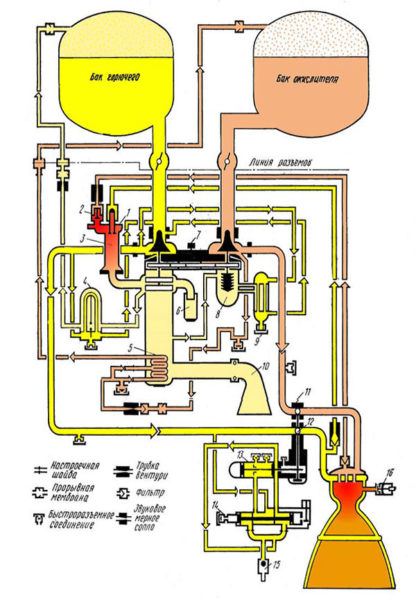 Бак горючего
Бак окислителя
Линия разъемов
1
2
3
4
5
6
7
8
9
10
11
12
13
14
15
16
Настроечная
шайба
Прорывная
мембрана
Быстроразъемное
соединение
Трубка
вентури
Фильтр
Звуковое
мерное
сопло